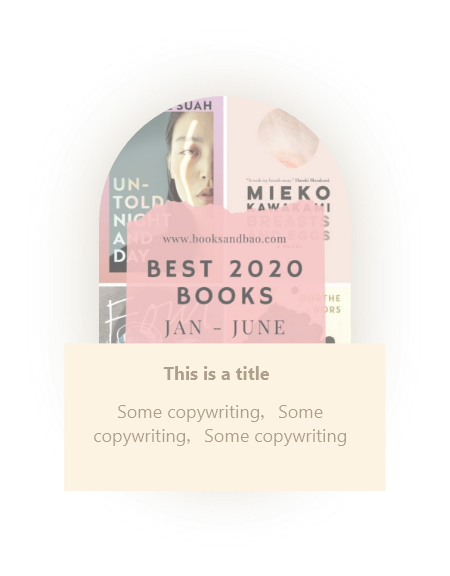 SUAH
UN-
TOLD
NIGHT
AND
DAY
MIEKO
KAWAKAMI
BREASTS
www.booksandbao.com
BEST 2020
BOOKS
JAN – JUNE
This is a title
Some copywriting, Some
copywriting, Some copywriting